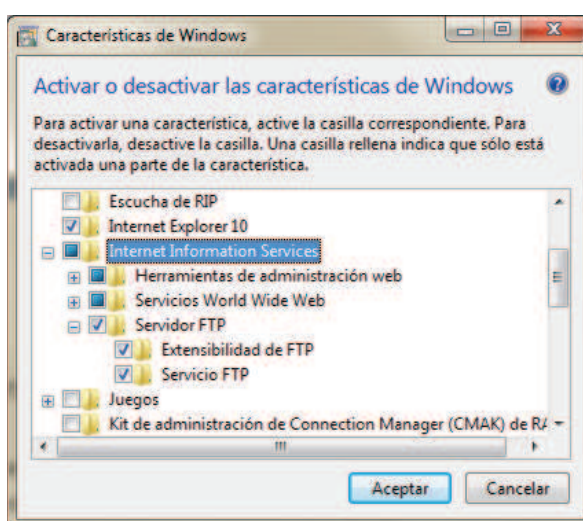 Características de Windows
Activar o desactivar las características de Windows
Para activar una característica, active la casilla correspondiente. Para
desactivarla, desactive la casilla. Una casilla rellena indica que sólo está
activada una parte de la característica.
Escucha de RIP
Internet Explorer 10
Internet Information Services
Herramientas de administración web
Servicios World Wide Web
Servidor FTP
Extensibilidad de FTP
Servicio FTP
Juegos
Kit de administración de Connection Manager (CMAK) de
Aceptar Cancelar